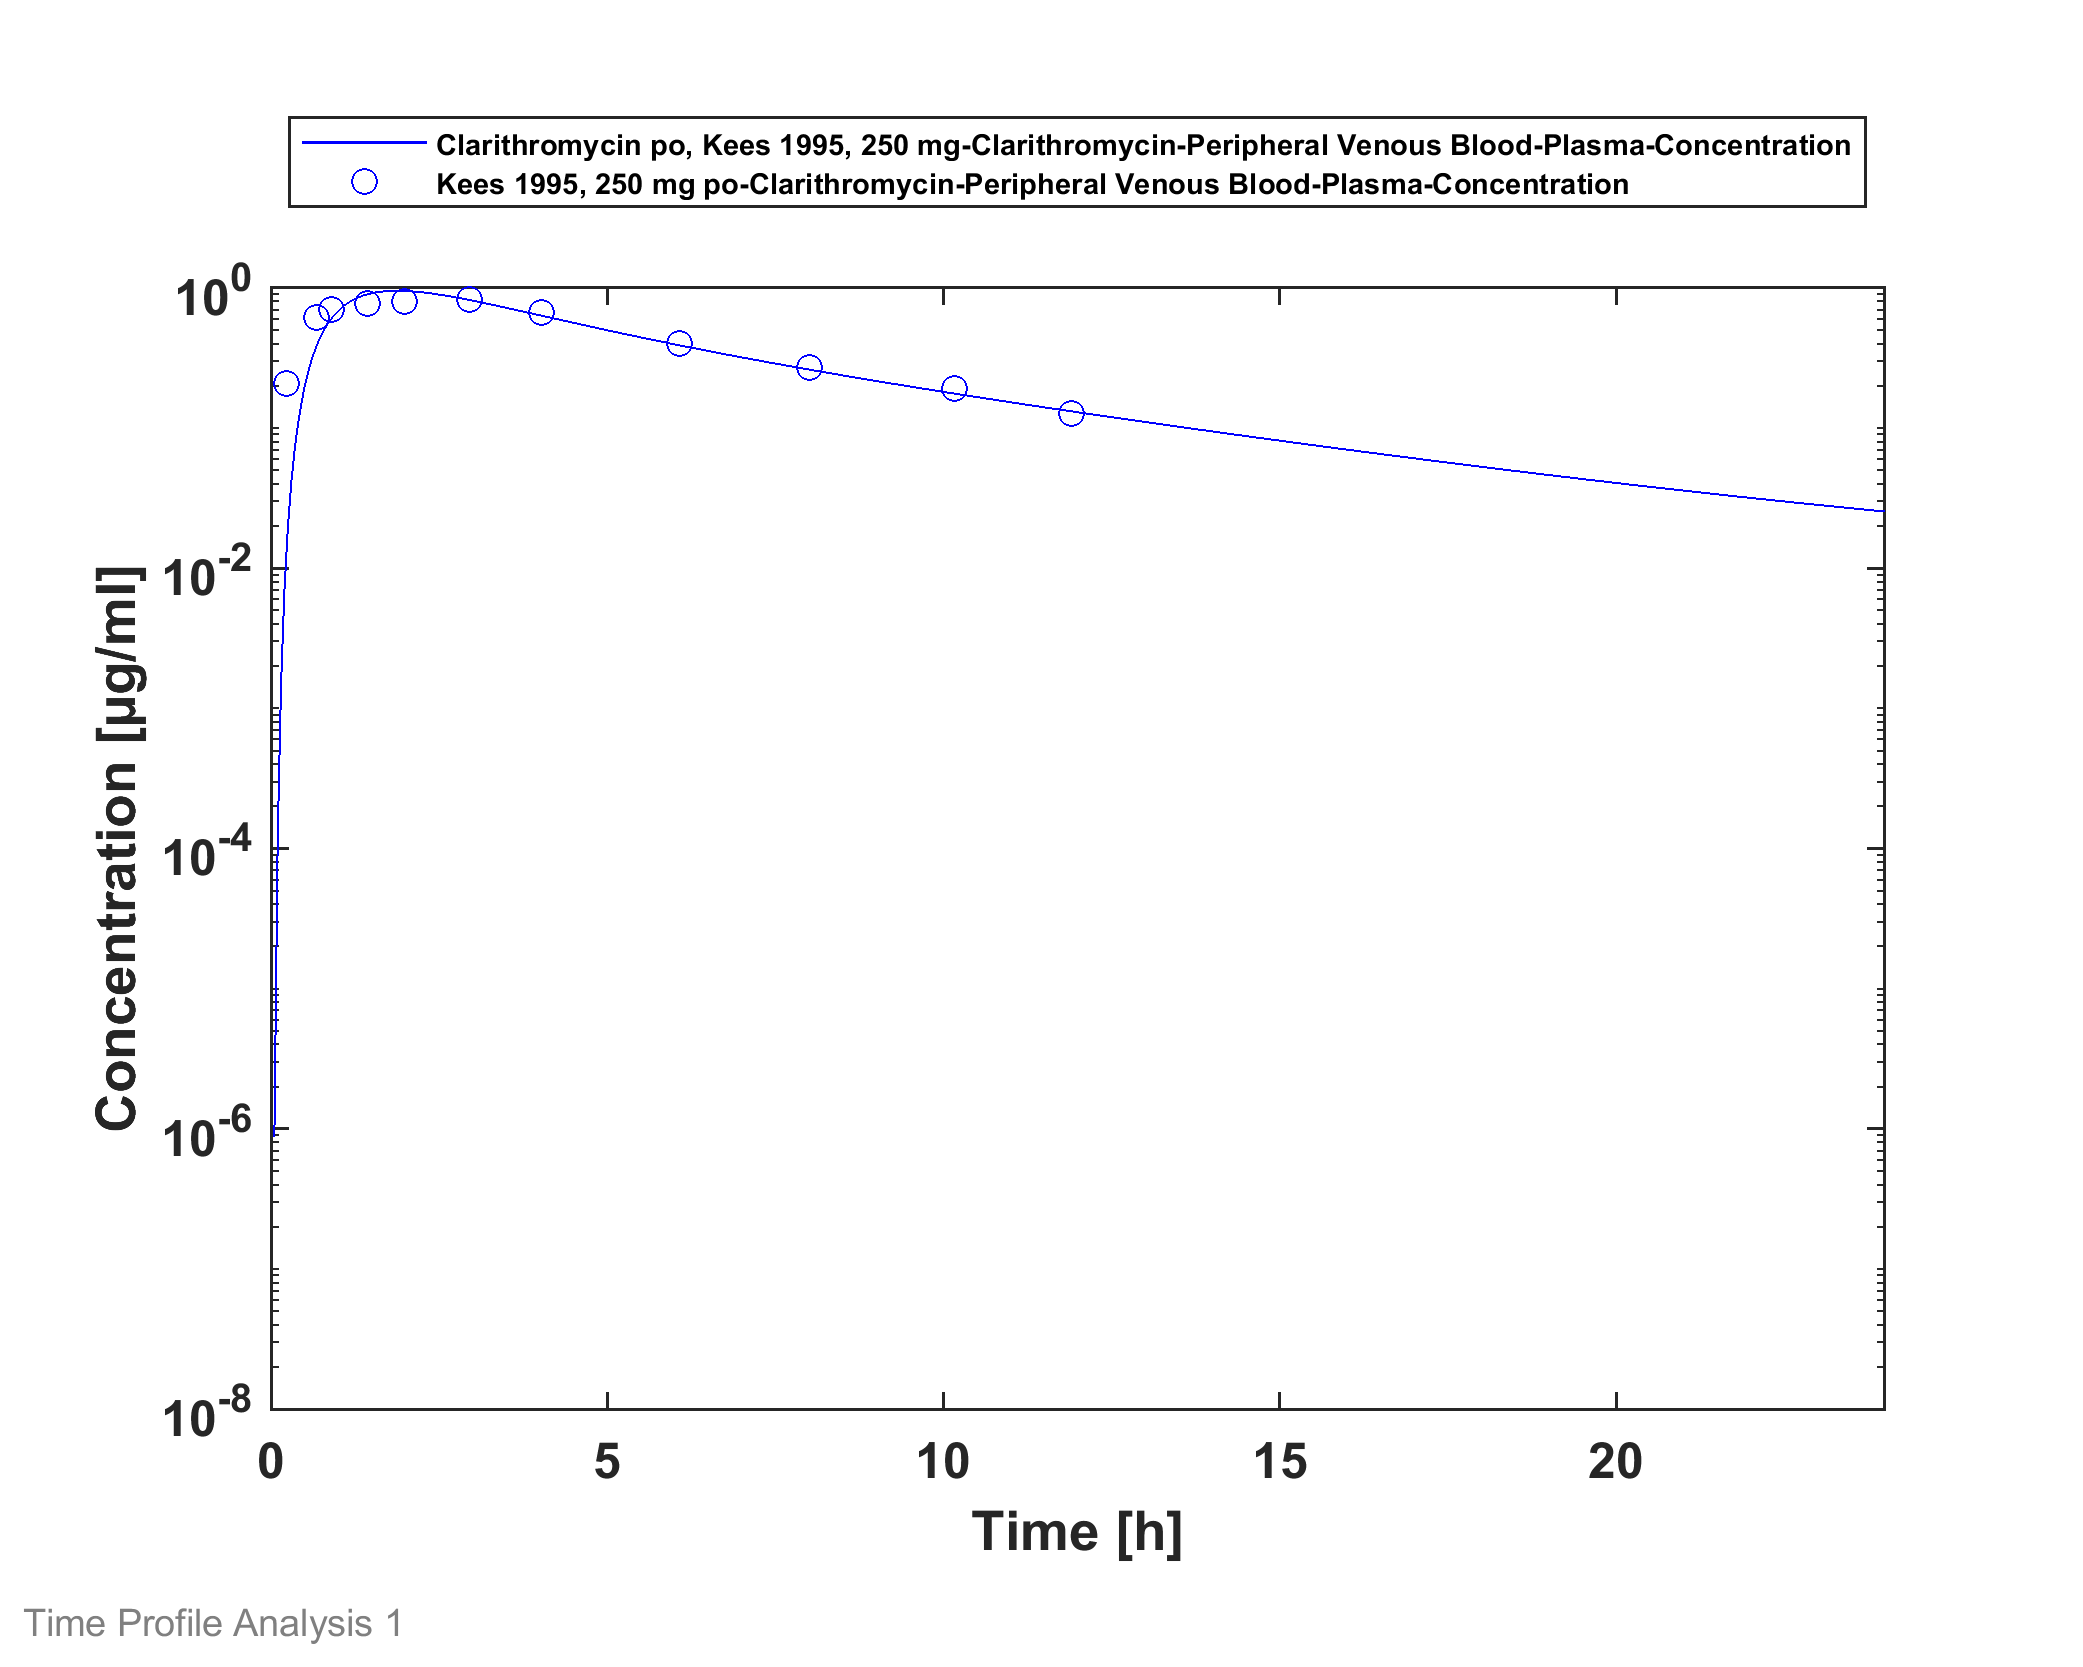 Clarithromycin po, Kees 1995, 250 mg-Clarithromycin-Peripheral Venous Blood-Plasma-Concentration
Kees 1995, 250 mg po-Clarithromycin-Peripheral Venous Blood-Plasma-Concentration
10^0
10^-2
10^-4
10^-6
10^-8
Concentration [µg/ml]
0 5 10 15 20
Time [h]
Time Profile Analysis 1